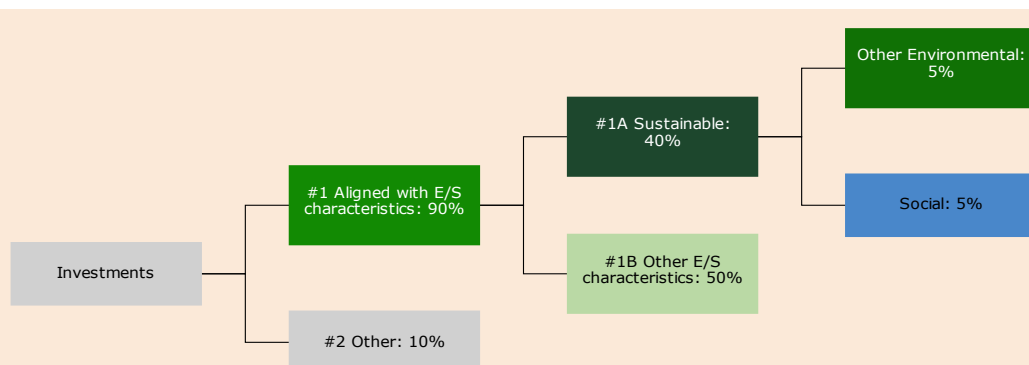 Other Environmental:
5%
#1A Sustainable:
40%
#1 Aligned with E/S
characteristics: 90%
Social: 5%
Investments
#1B Other E/S
characteristics: 50%
#2 Other: 10%